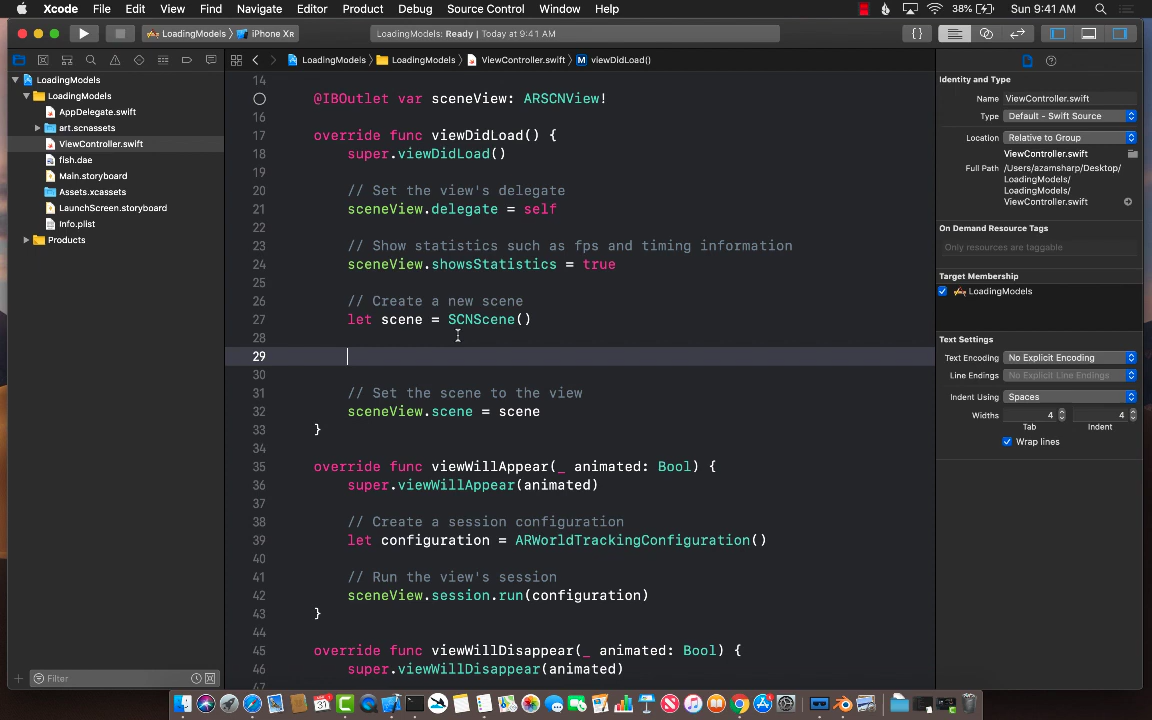 Xcode File Edit View Find Navigate Editor Product Debug Source Control Window Help 38% Sun 9:41 AM
LoadingModels iPhone XR LoadingModels: Ready | Today at 9:41 AM {}
LoadingModels LoadingModels ViewController.swift M viewDidLoad()
LoadingModels
LoadingModels
AppDelegate.swift
art.scnassets
ViewController.swift
fish.dae
Main.storyboard
Assets.xcassets
LaunchScreen.storyboard
Info.plist
Products
Filter
14
@IBOutlet var sceneView: ARSCNView!
16
17 override func viewDidLoad() {
18 super.viewDidLoad()
19
20 // Set the view's delegate
21 sceneView.delegate = self
22
23 // Show statistics such as fps and timing information
24 sceneView.showsStatistics = true
25
26 // Create a new scene
27 let scene = SCNScene()
28
29
30
31 // Set the scene to the view
32 sceneView.scene = scene
33 }
34
35 override func viewWillAppear(_ animated: Bool) {
36 super.viewWillAppear(animated)
37
38 // Create a session configuration
39 let configuration = ARWorldTrackingConfiguration()
40
41 // Run the view's session
42 sceneView.session.run(configuration)
43 }
44
45 override func viewWillDisappear(_ animated: Bool) {
46 super.viewWillDisappear(animated)
47
Identity and Type
Name ViewController.swift
Type Default - Swift Source
Location Relative to Group
ViewController.swift
Full Path /Users/azamsharp/Desktop/
LoadingModels/
LoadingModels/
ViewController.swift
On Demand Resource Tags
Only resources are taggable
Target Membership
LoadingModels
Text Settings
Text Encoding No Explicit Encoding
Line Endings No Explicit Line Endings
Indent Using Spaces
Widths 4 4
Tab Indent
Wrap lines
31